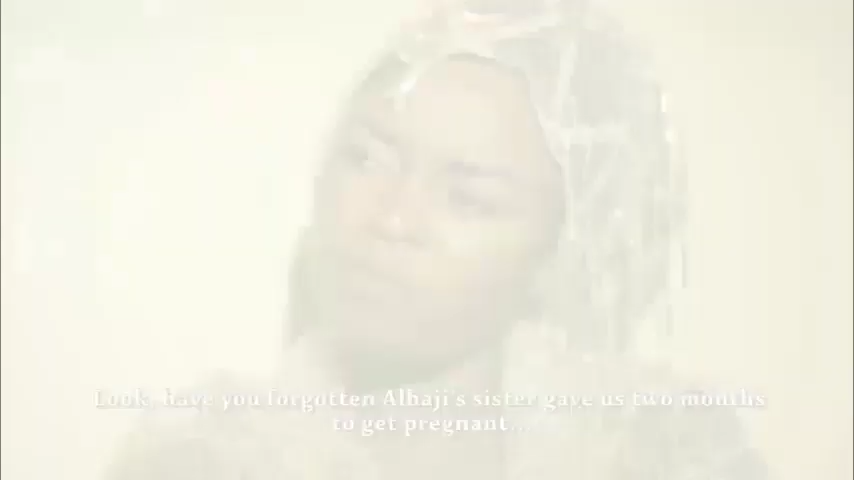 Look, have you forgotten Alhaji's sister gave us two months
to get pregnant...